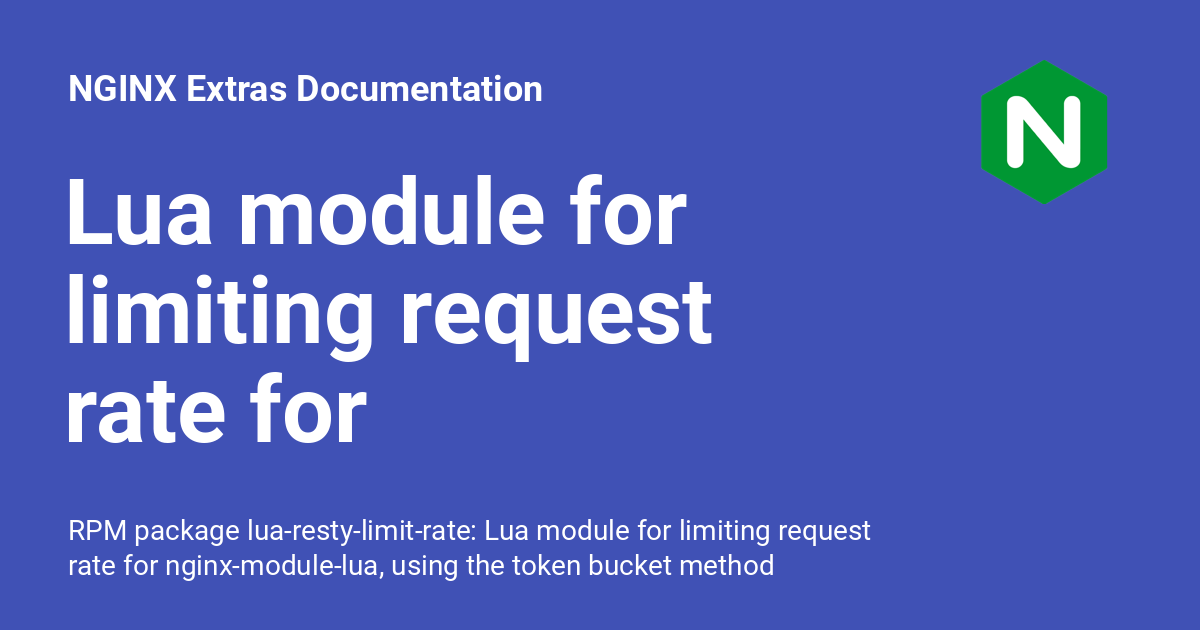 NGINX Extras Documentation
N
Lua module for
limiting request
rate for
RPM package lua-resty-limit-rate: Lua module for limiting request
rate for nginx-module-lua, using the token bucket method